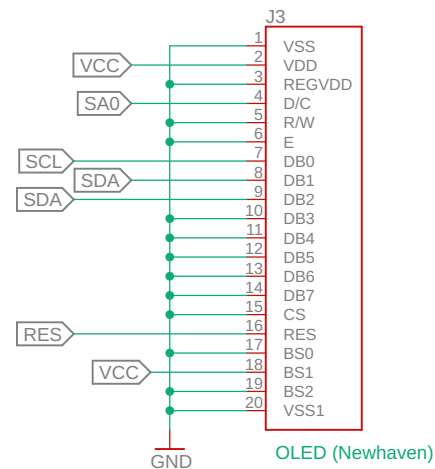 J3
1 VSS
VCC 2 VDD
3 REGVDD
SA0 4 D/C
5 R/W
6 E
SCL 7 DB0
SDA 8 DB1
SDA 9 DB2
10 DB3
11 DB4
12 DB5
13 DB6
14 DB7
15 CS
RES 16 RES
17 BS0
VCC 18 BS1
19 BS2
20 VSS1
GND
OLED (Newhaven)